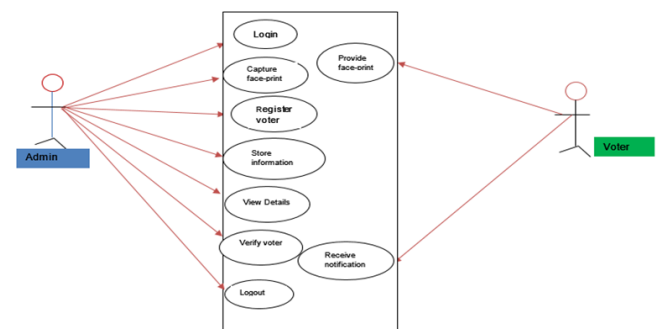 Login
Provide
face-print
Capture
face-print
Register
voter
Admin
Voter
Store
information
View Details
Verify voter
Receive
notification
Logout